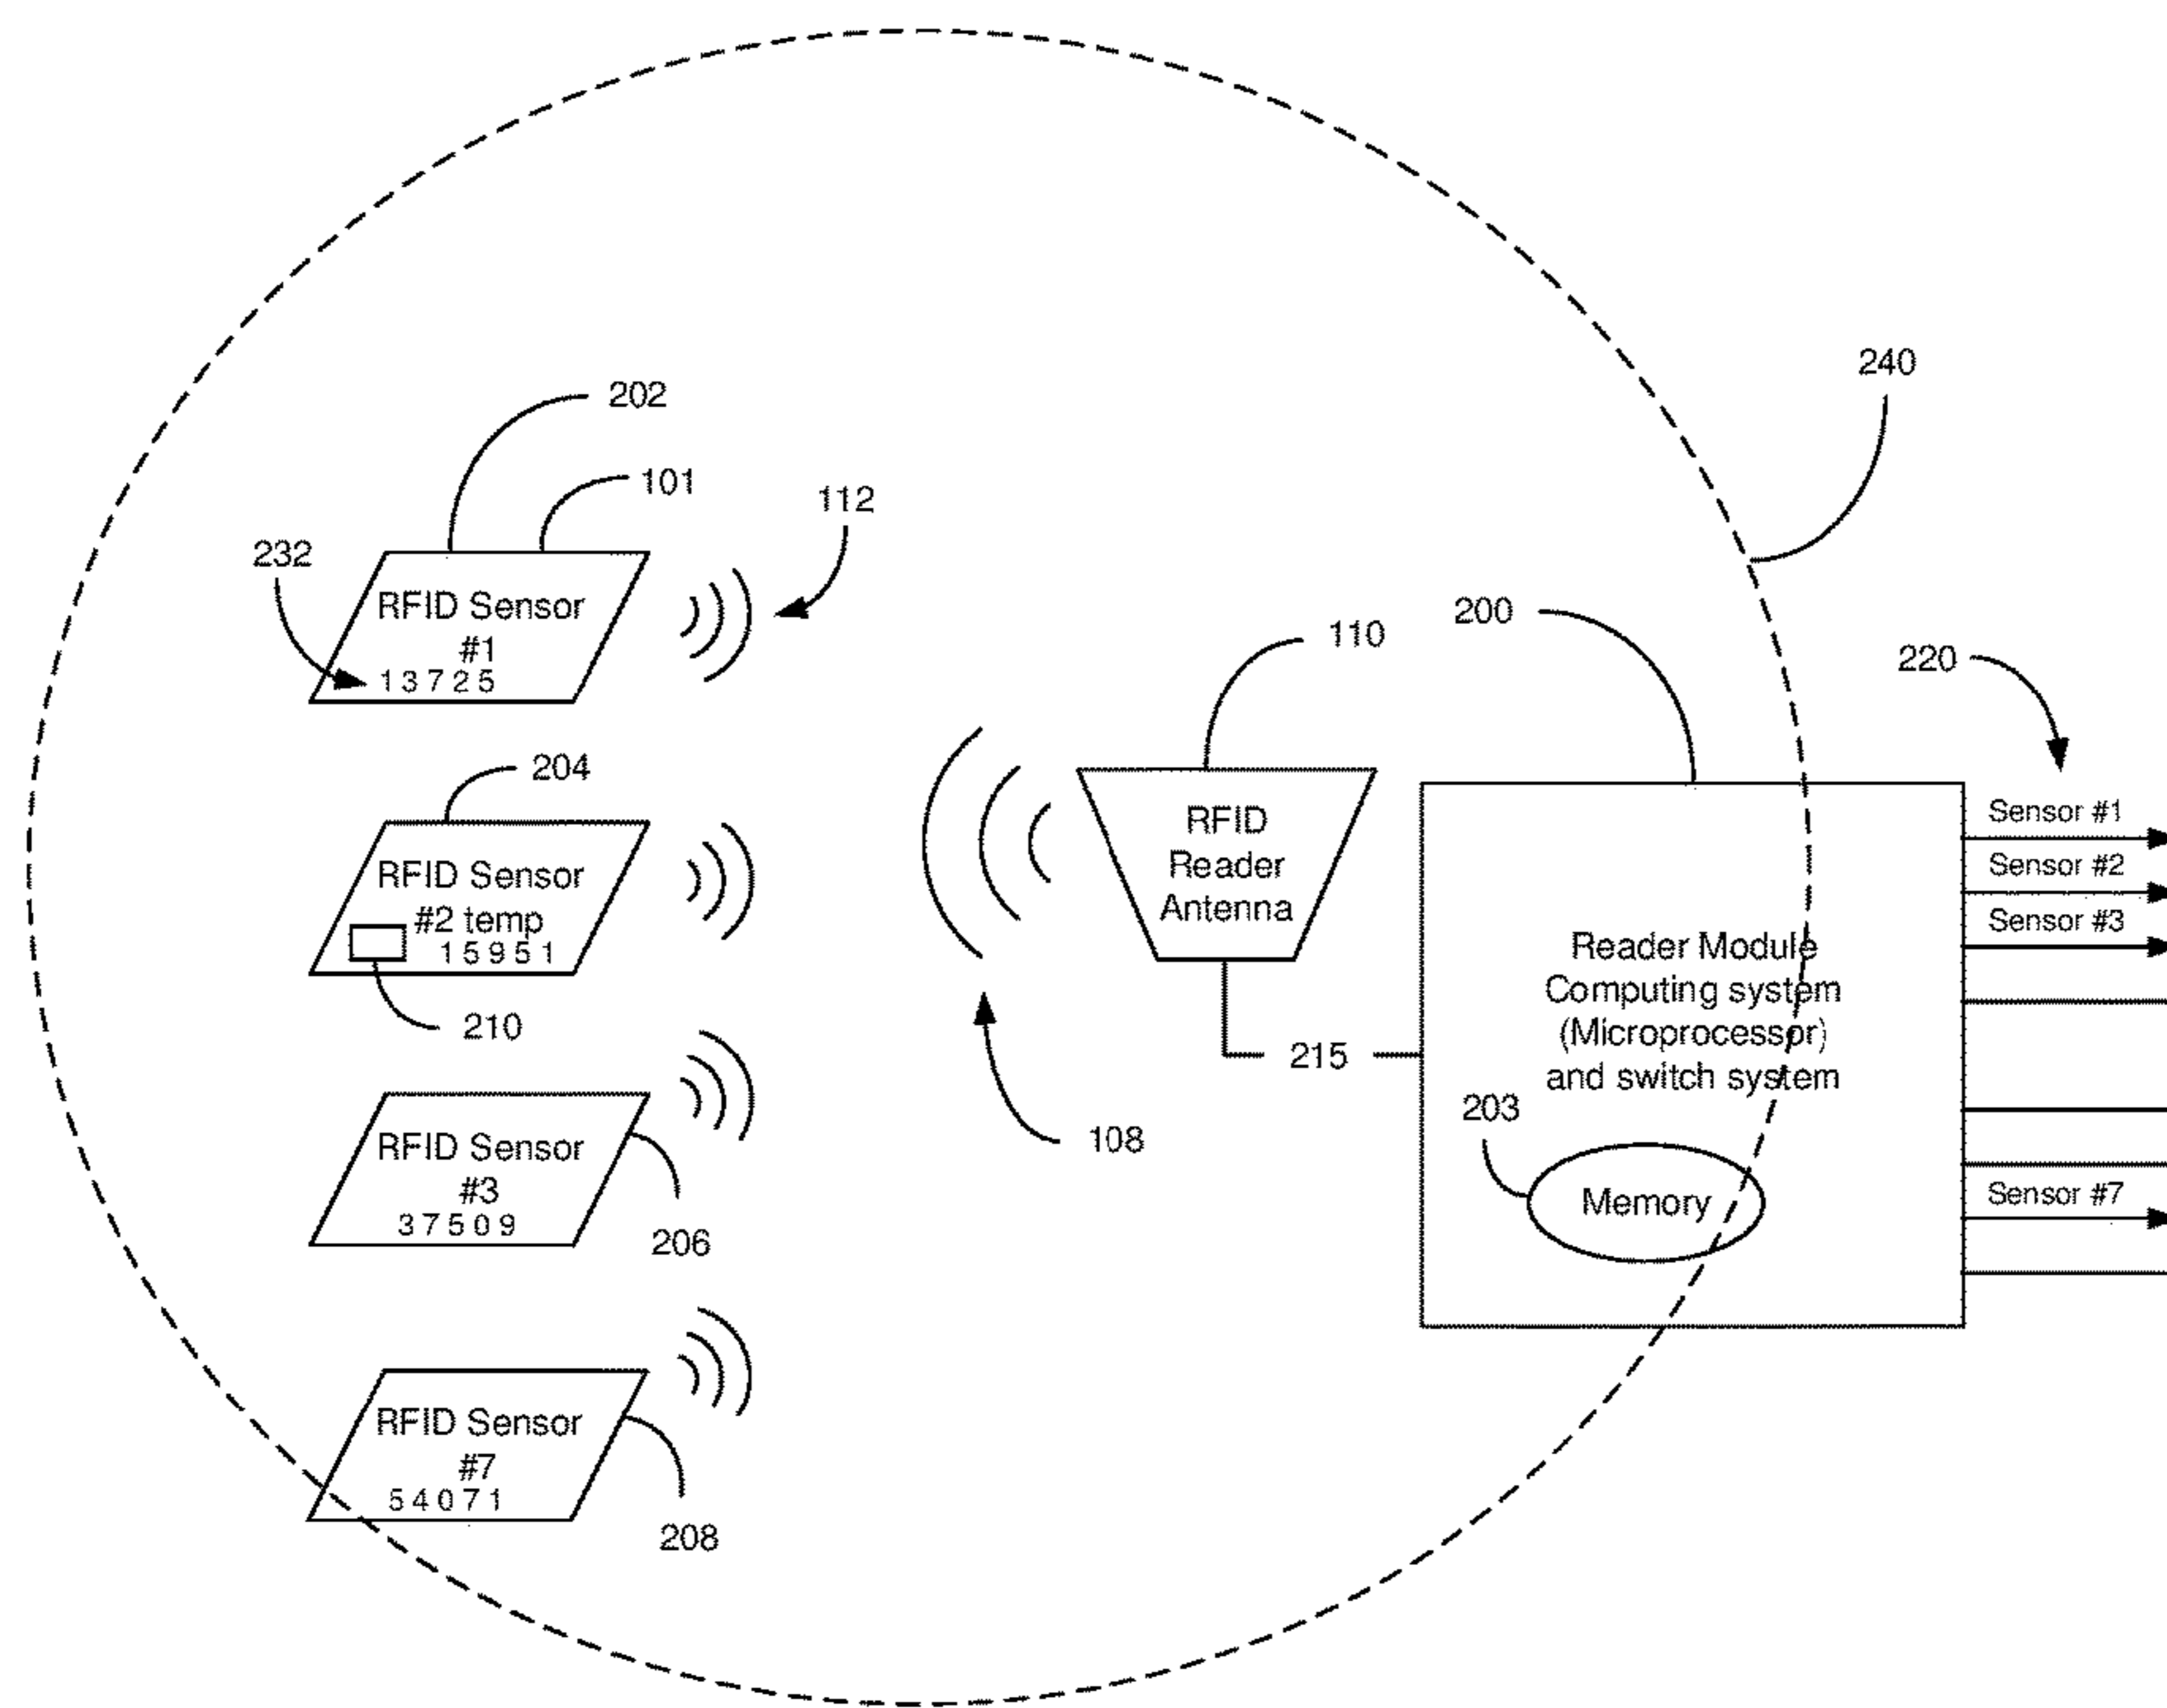 240
202
101
112
232
RFID Sensor
#1
1 3 7 2 5
110
200
220
204
RFID Sensor
#2 temp
1 5 9 5 1
210
RFID
Reader
Antenna
Sensor #1
Sensor #2
Sensor #3
Reader Module
Computing system
(Microprocessor)
and switch system
215
108
203
Memory
Sensor #7
RFID Sensor
#3
3 7 5 0 9
206
RFID Sensor
#7
5 4 0 7 1
208